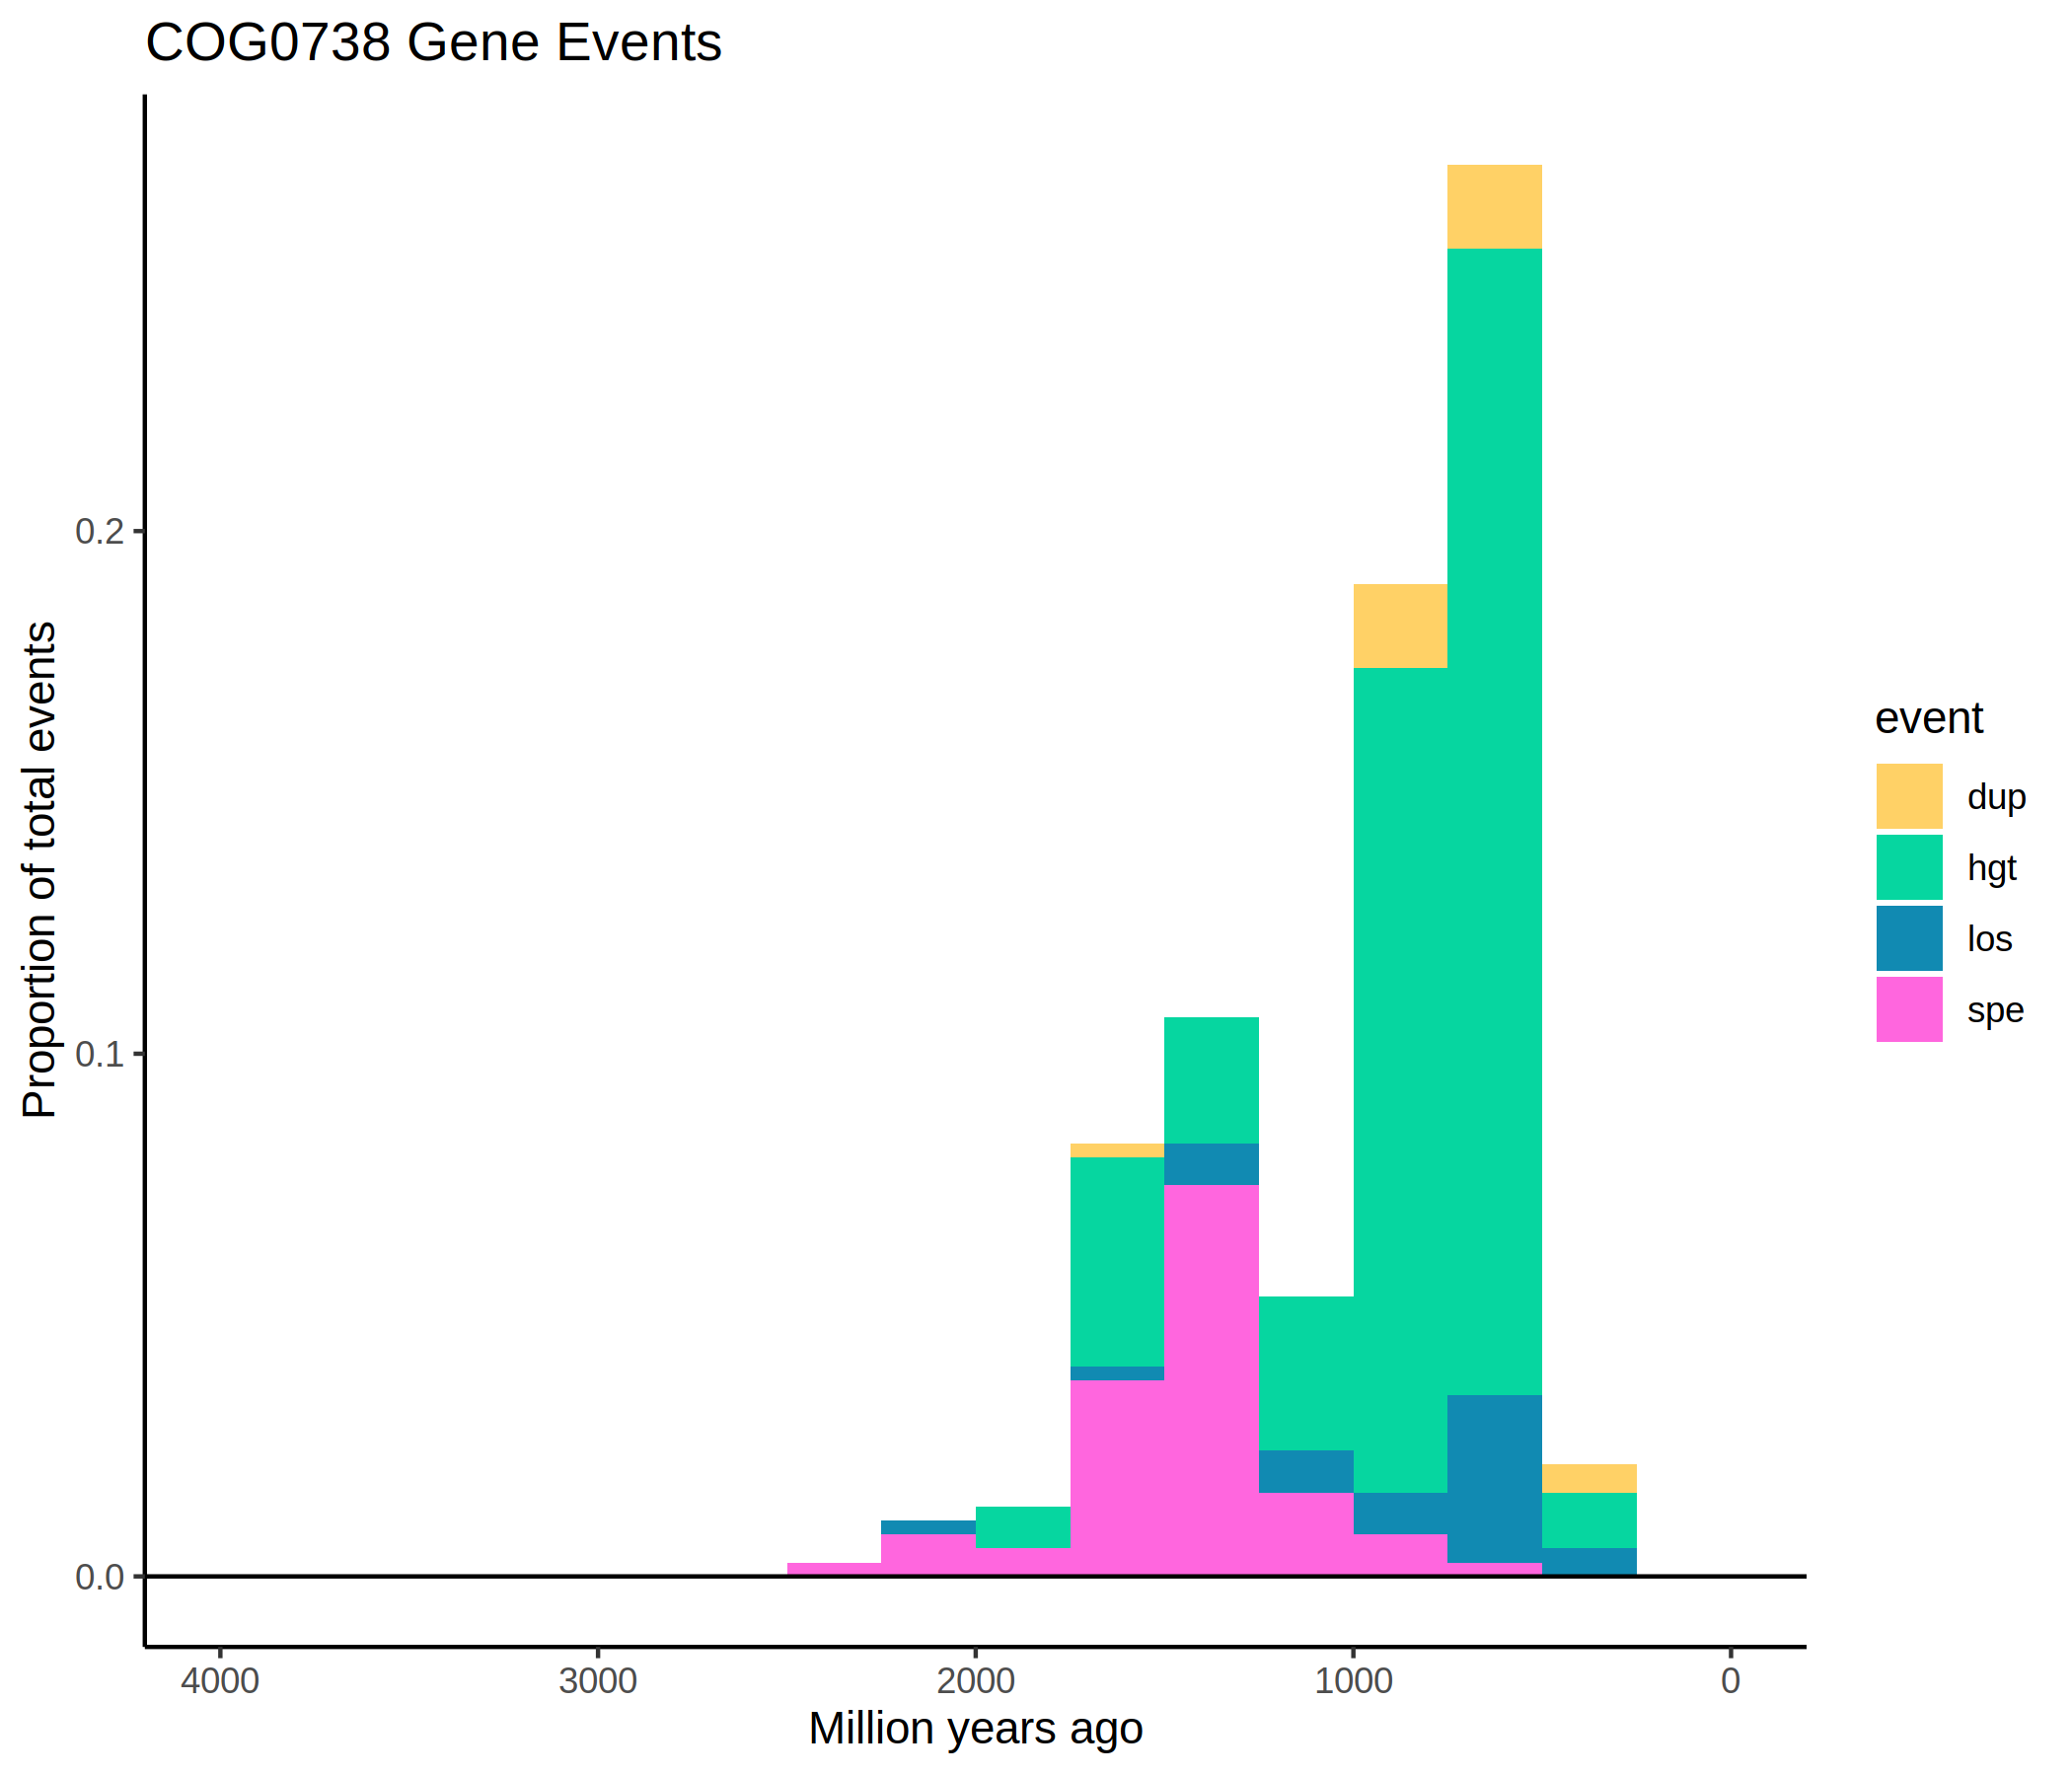 COG0738 Gene Events
Proportion of total events
0.2
0.1
0.0
4000 3000 2000 1000 0
Million years ago
event
dup
hgt
los
spe